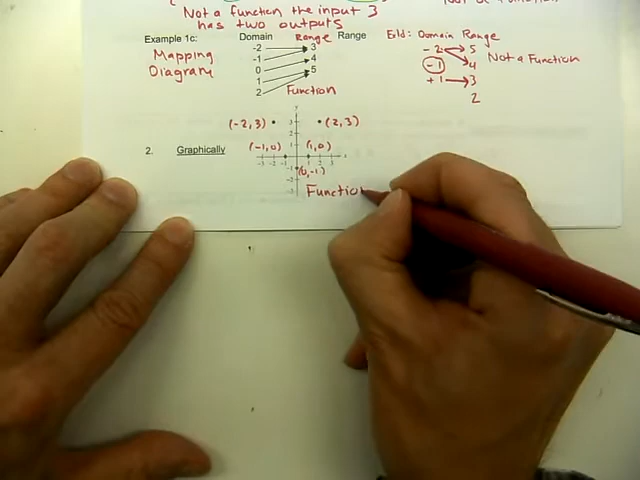 Not a function the input 3
has two outputs
Example 1c: Domain Range Range
Mapping
Diagram
-2 3
-1 4
0 5
1
2 Function
Ex1d: Domain Range
-2 5
-1 4 Not a Function
+1 3
2
2. Graphically
(-2,3) (2,3)
(-1,0) (1,0)
(0,-1)
Function